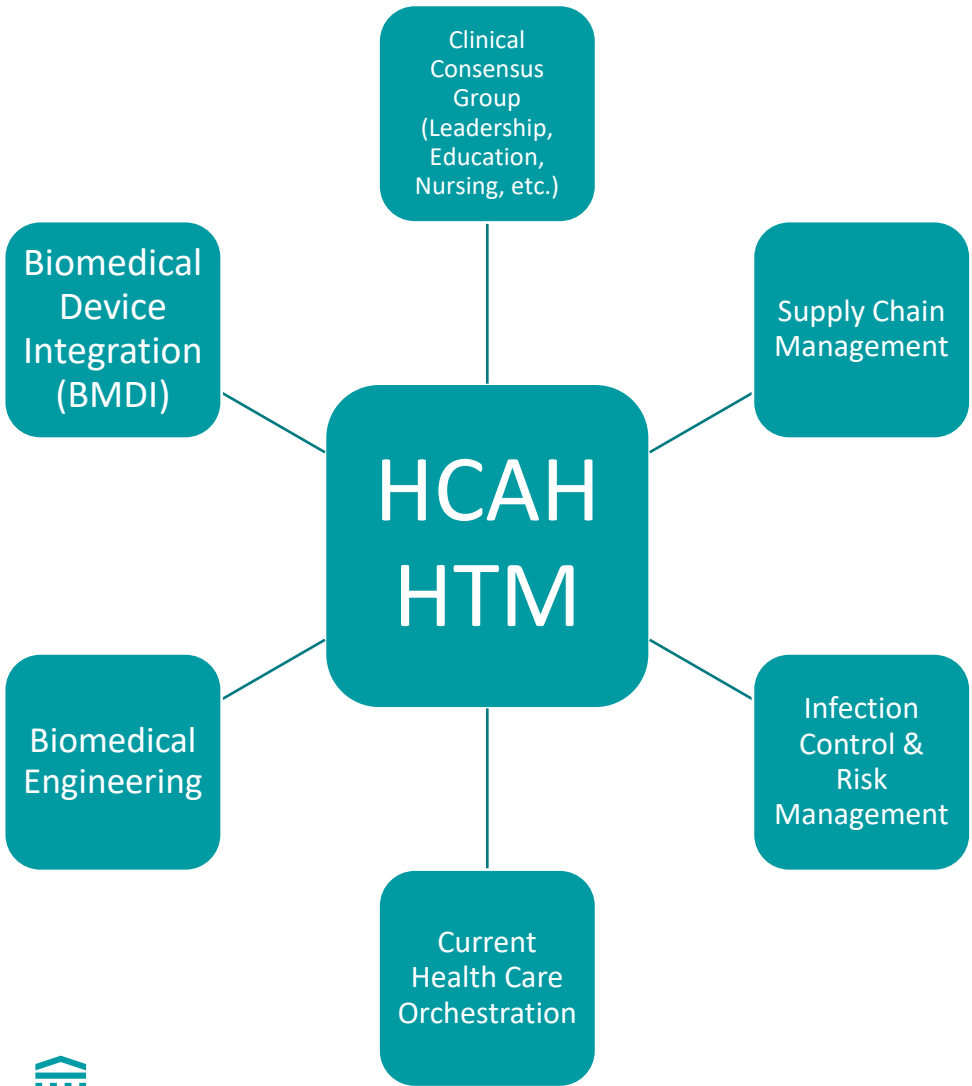 Clinical
Consensus
Group
(Leadership,
Education,
Nursing, etc.)
Biomedical
Device
Integration
(BMDI)
Supply Chain
Management
HCAH
HTM
Biomedical
Engineering
Infection
Control &
Risk
Management
Current
Health Care
Orchestration